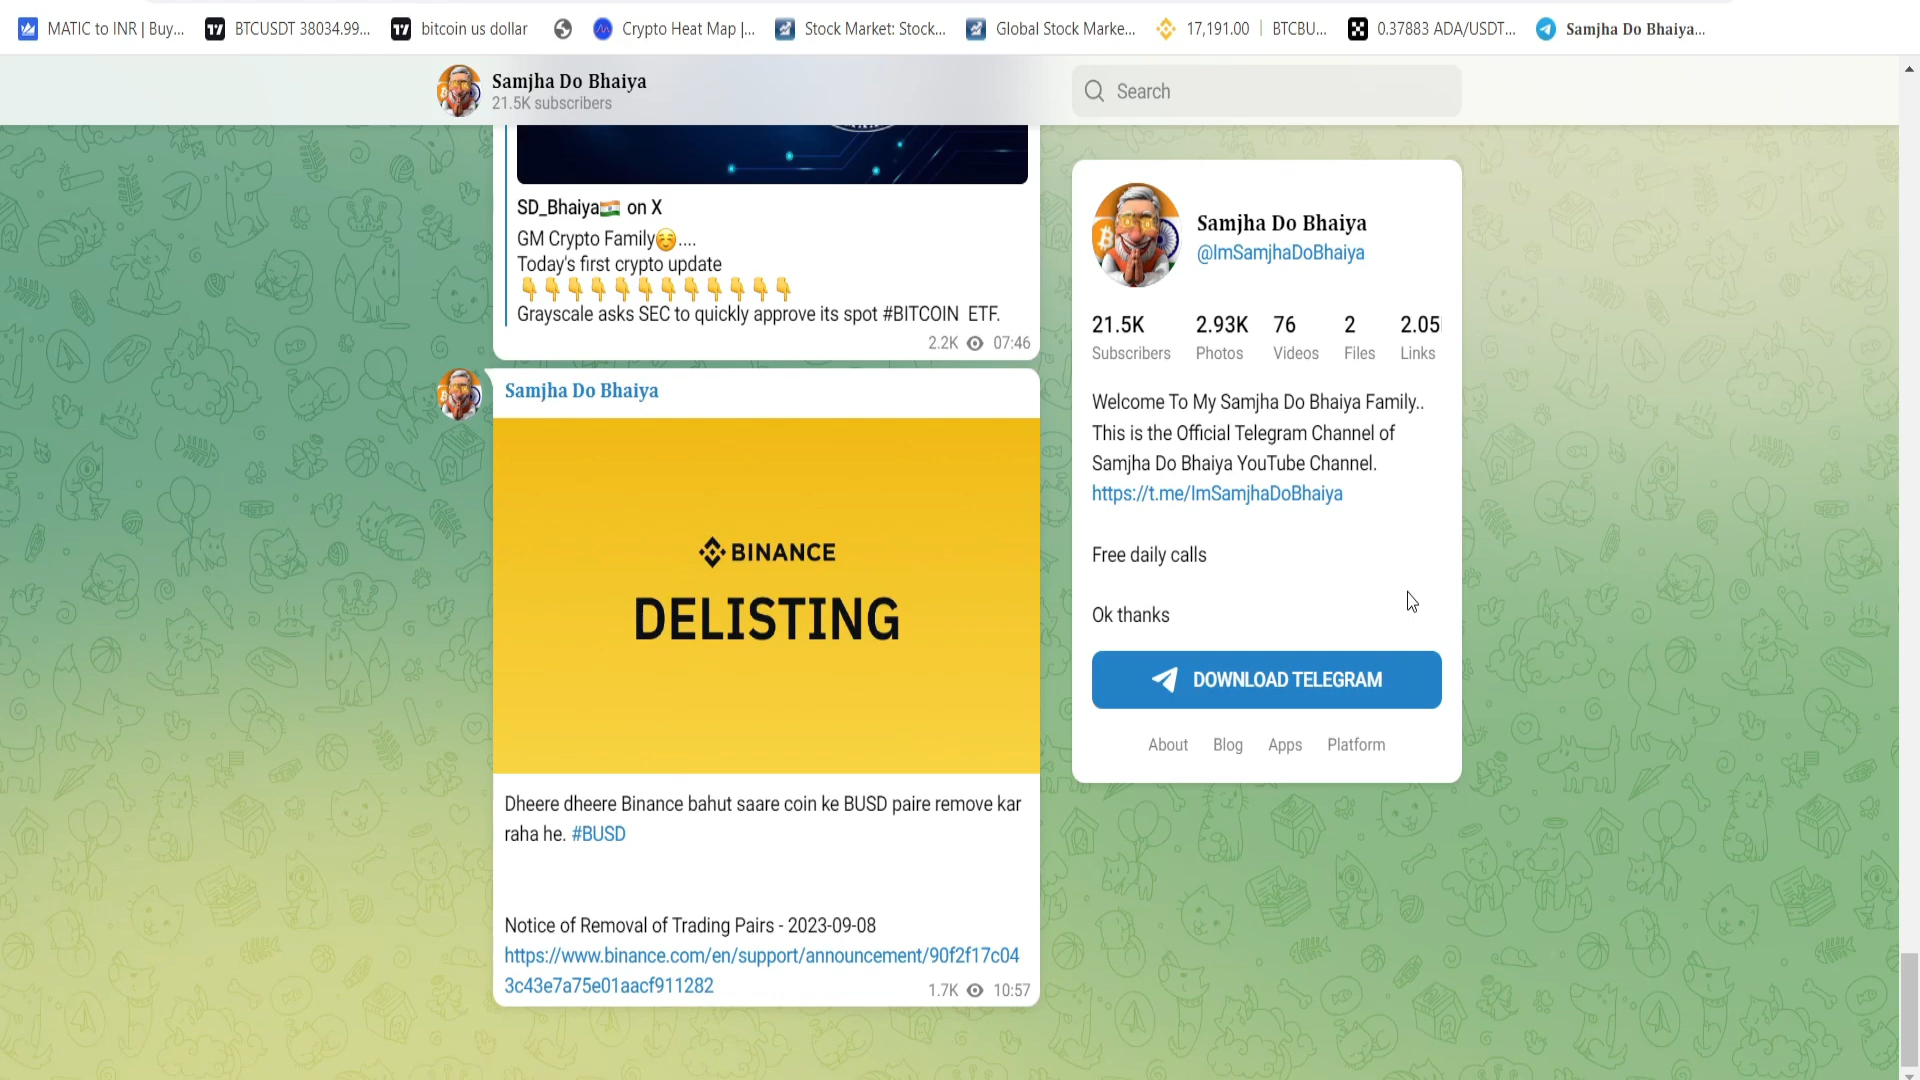 MATIC to INR | Buy...
BTCUSDT 38034.99...
bitcoin us dollar
Crypto Heat Map |...
Stock Market: Stock...
Global Stock Marke...
17,191.00 | BTCBU...
0.37883 ADA/USDT...
Samjha Do Bhaiya...
Samjha Do Bhaiya
21.5K subscribers
Search
SD_Bhaiya🇮🇳 on X
GM Crypto Family☺️....
Today's first crypto update
👇👇👇👇👇👇👇👇👇👇👇👇
Grayscale asks SEC to quickly approve its spot #BITCOIN ETF.
2.2K 07:46
Samjha Do Bhaiya
BINANCE
DELISTING
Dheere dheere Binance bahut saare coin ke BUSD paire remove kar
raha he. #BUSD
Notice of Removal of Trading Pairs - 2023-09-08
https://www.binance.com/en/support/announcement/90f2f17c04
3c43e7a75e01aacf911282
1.7K 10:57
Samjha Do Bhaiya
@ImSamjhaDoBhaiya
21.5K 2.93K 76 2 2.05
Subscribers Photos Videos Files Links
Welcome To My Samjha Do Bhaiya Family..
This is the Official Telegram Channel of
Samjha Do Bhaiya YouTube Channel.
https://t.me/ImSamjhaDoBhaiya
Free daily calls
Ok thanks
DOWNLOAD TELEGRAM
About Blog Apps Platform